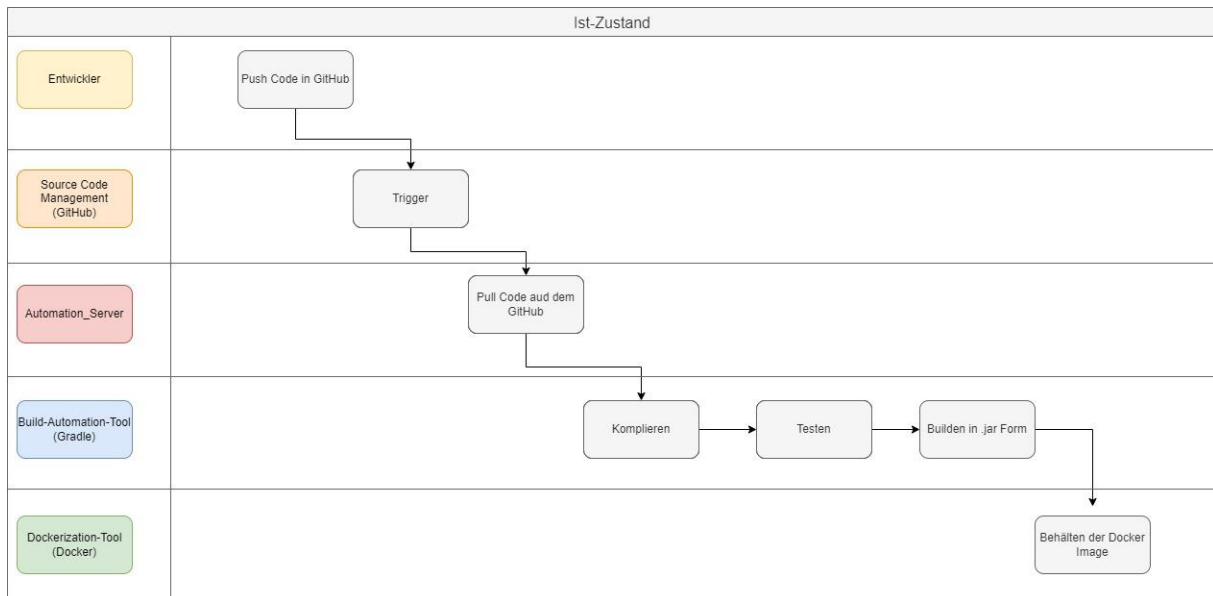 Ist-Zustand
Entwickler
Push Code in GitHub
Source Code
Management
(GitHub)
Trigger
Automation_Server
Pull Code aud dem
GitHub
Build-Automation-Tool
(Gradle)
Komplieren
Testen
Builden in .jar Form
Dockerization-Tool
(Docker)
Behälten der Docker
Image